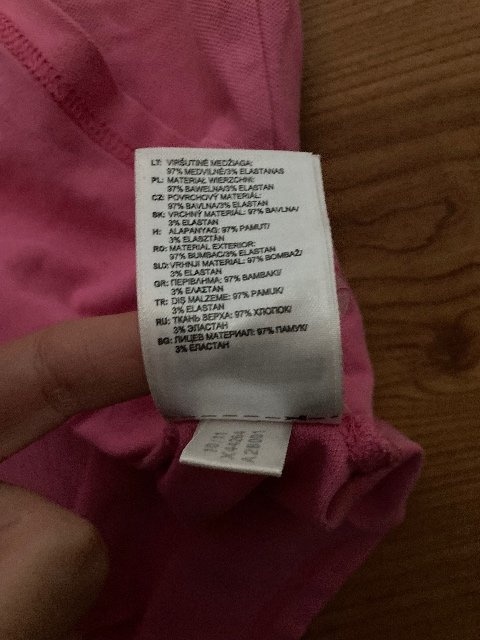 LT: VIRŠUTINĖ MEDŽIAGA:
97% MEDVILNĖ/3% ELASTANAS
PL: MATERIAŁ WIERZCHNI:
97% BAWEŁNA/3% ELASTAN
CZ: POVRCHOVÝ MATERIÁL:
97% BAVLNA/3% ELASTAN
SK: VRCHNÝ MATERIÁL: 97% BAVLNA/
3% ELASTAN
H: ALAPANYAG: 97% PAMUT/
3% ELASZTÁN
RO: MATERIAL EXTERIOR:
97% BUMBAC/3% ELASTAN
SLO: VRHNJI MATERIAL: 97% BOMBAŽ/
3% ELASTAN
GR: ΠΕΡΙΒΛΗΜΑ: 97% ΒΑΜΒΑΚΙ/
3% ΕΛΑΣΤΑΝ
TR: DIŞ MALZEME: 97% PAMUK/
3% ELASTAN
RU: ТКАНЬ ВЕРХА: 97% ХЛОПОК/
3% ЭЛАСТАН
BG: ЛИЦЕВ МАТЕРИАЛ: 97% ПАМУК/
3% ЕЛАСТАН
10/11